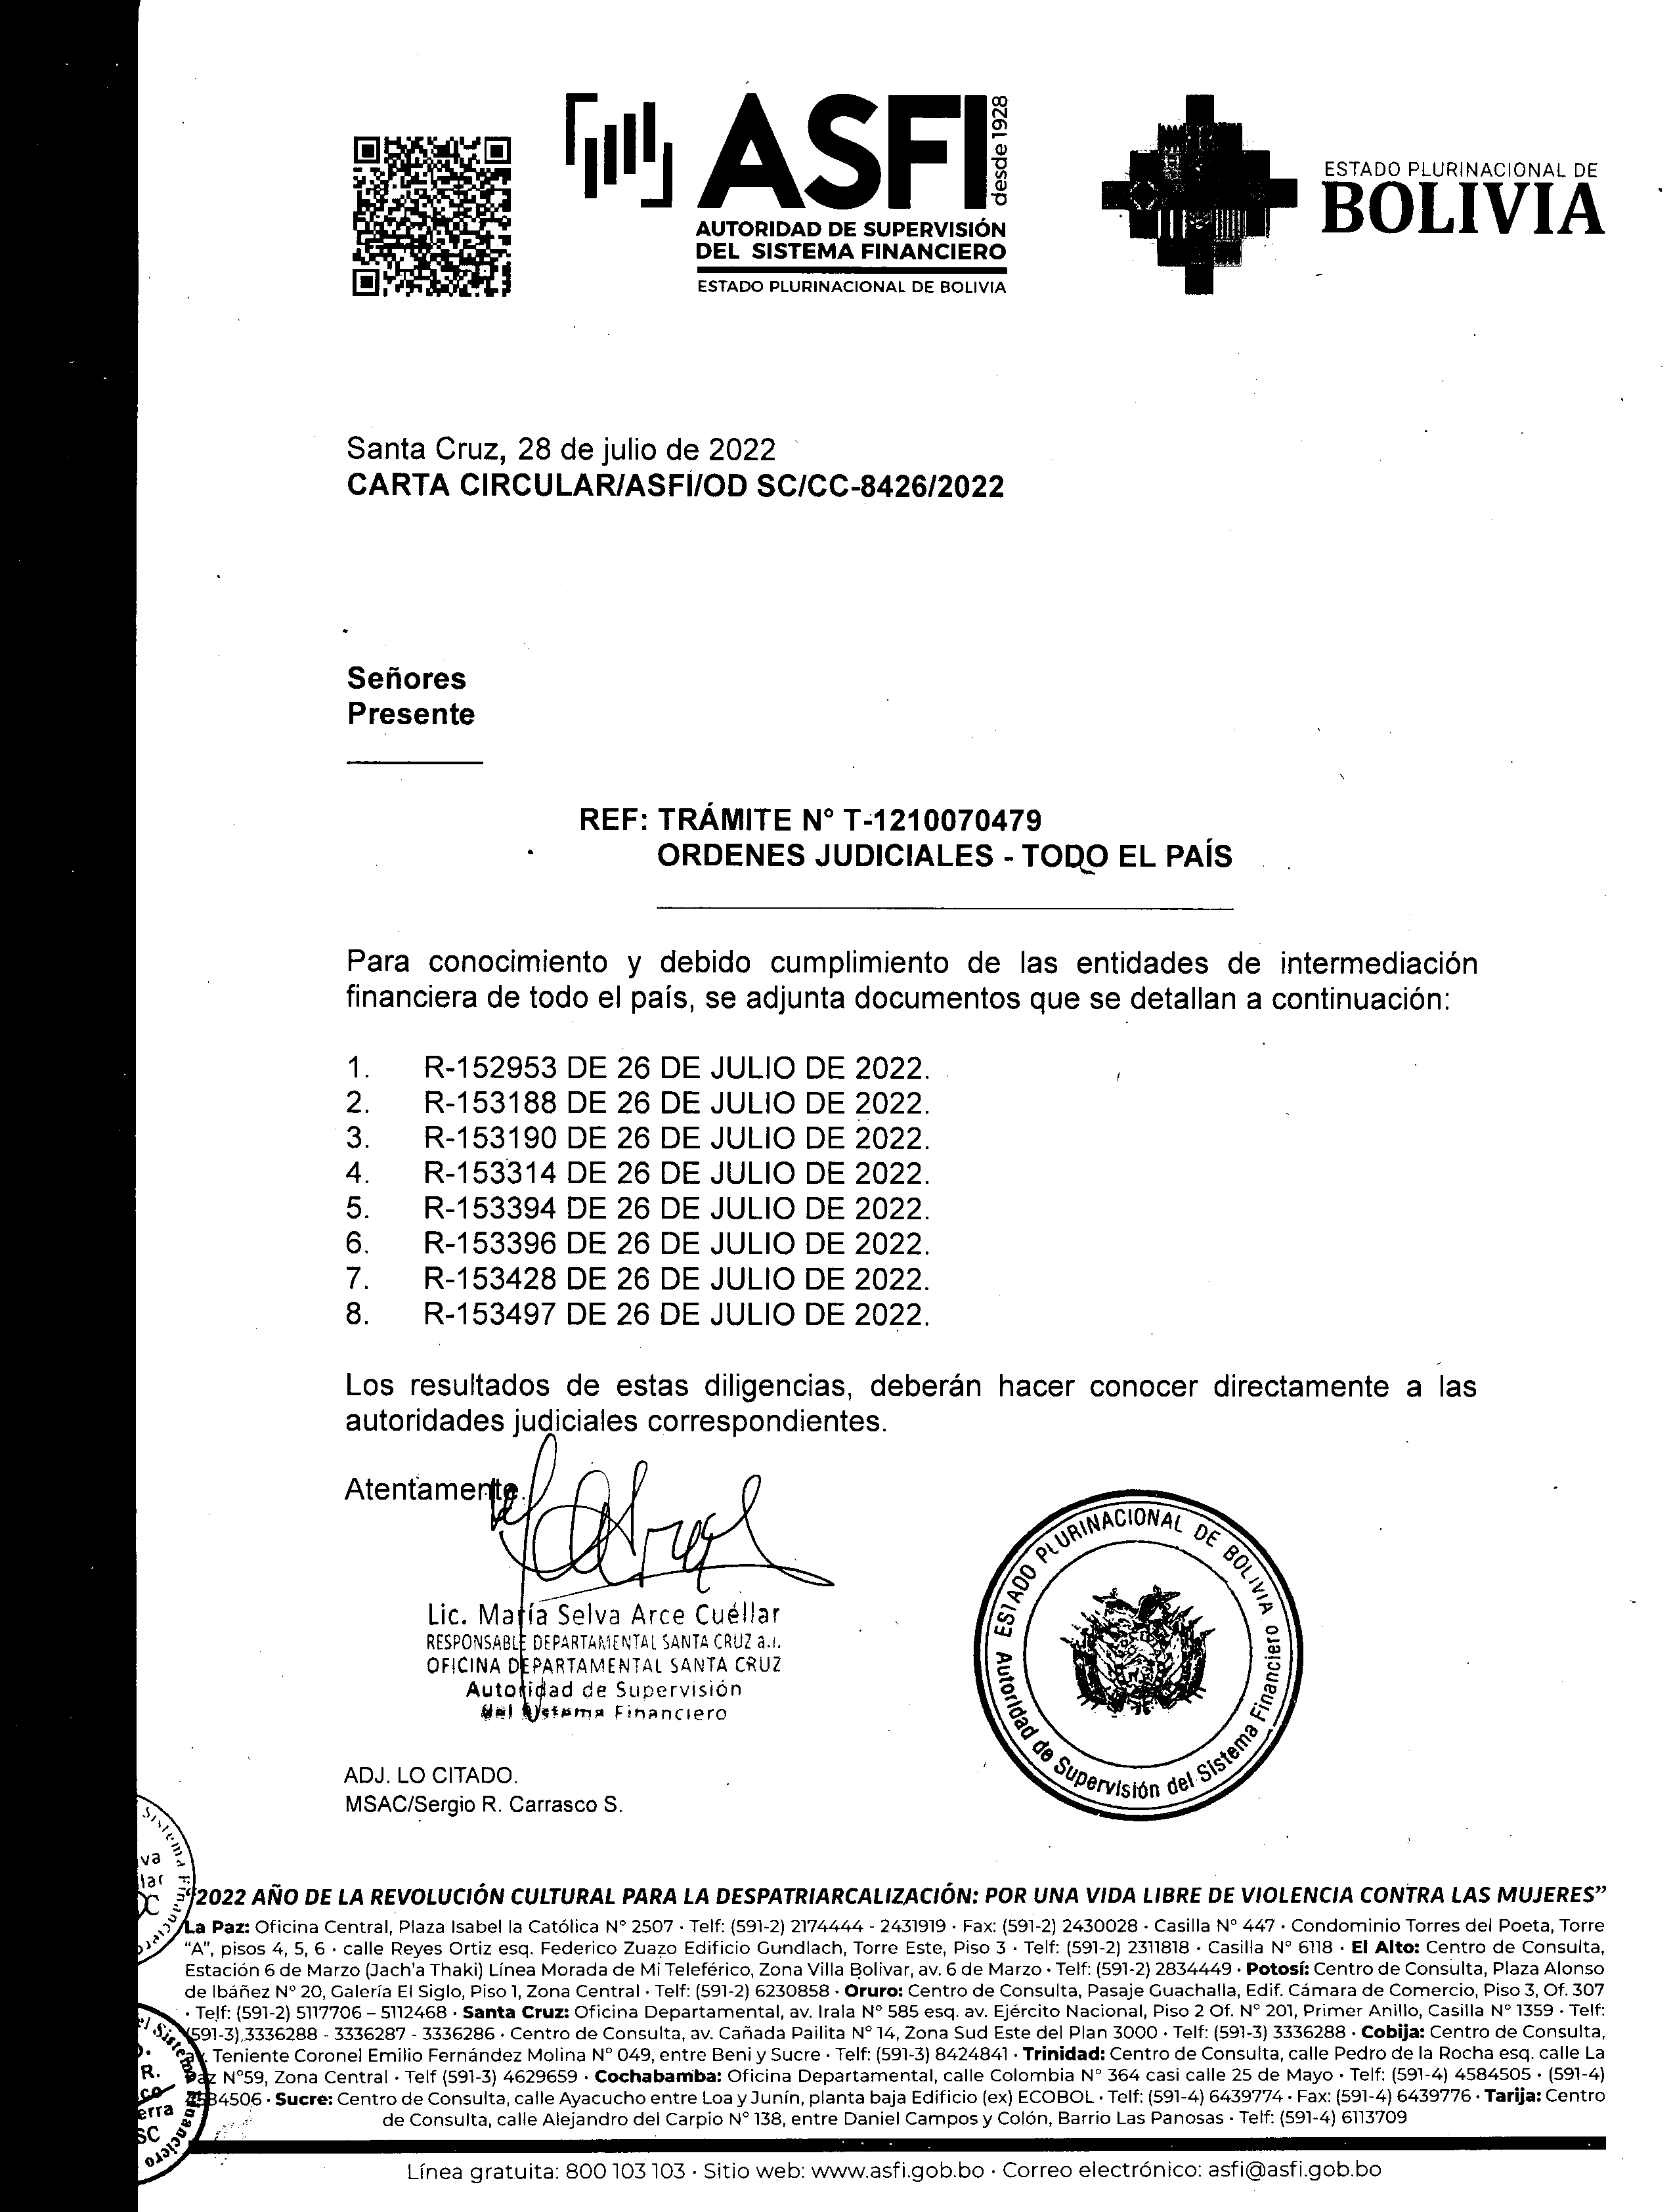 ASFI
desde 1928
AUTORIDAD DE SUPERVISIÓN
DEL SISTEMA FINANCIERO
ESTADO PLURINACIONAL DE BOLIVIA
ESTADO PLURINACIONAL DE
BOLIVIA
Santa Cruz, 28 de julio de 2022
CARTA CIRCULAR/ASFI/OD SC/CC-8426/2022
Señores
Presente
REF: TRÁMITE N° T-1210070479
ORDENES JUDICIALES - TODO EL PAÍS
Para conocimiento y debido cumplimiento de las entidades de intermediación
financiera de todo el país, se adjunta documentos que se detallan a continuación:
1. R-152953 DE 26 DE JULIO DE 2022.
2. R-153188 DE 26 DE JULIO DE 2022.
3. R-153190 DE 26 DE JULIO DE 2022.
4. R-153314 DE 26 DE JULIO DE 2022.
5. R-153394 DE 26 DE JULIO DE 2022.
6. R-153396 DE 26 DE JULIO DE 2022.
7. R-153428 DE 26 DE JULIO DE 2022.
8. R-153497 DE 26 DE JULIO DE 2022.
Los resultados de estas diligencias, deberán hacer conocer directamente a las
autoridades judiciales correspondientes.
Atentamente.
Lic. María Selva Arce Cuéllar
RESPONSABLE DEPARTAMENTAL SANTA CRUZ a.i.
OFICINA DEPARTAMENTAL SANTA CRUZ
Autoridad de Supervisión
del Sistema Financiero
ESTADO PLURINACIONAL DE BOLIVIA
Autoridad de Supervisión del Sistema Financiero
ADJ. LO CITADO.
MSAC/Sergio R. Carrasco S.
Sistema Financiero
va
lar
"2022 AÑO DE LA REVOLUCIÓN CULTURAL PARA LA DESPATRIARCALIZACIÓN: POR UNA VIDA LIBRE DE VIOLENCIA CONTRA LAS MUJERES"
La Paz: Oficina Central, Plaza Isabel la Católica N° 2507 · Telf: (591-2) 2174444 - 2431919 · Fax: (591-2) 2430028 · Casilla N° 447 · Condominio Torres del Poeta, Torre
"A", pisos 4, 5, 6 · calle Reyes Ortiz esq. Federico Zuazo Edificio Gundlach, Torre Este, Piso 3 · Telf: (591-2) 2311818 · Casilla N° 6118 · El Alto: Centro de Consulta,
Estación 6 de Marzo (Jach'a Thaki) Línea Morada de Mi Teleférico, Zona Villa Bolivar, av. 6 de Marzo · Telf: (591-2) 2834449 · Potosí: Centro de Consulta, Plaza Alonso
de Ibáñez N° 20, Galería El Siglo, Piso 1, Zona Central · Telf: (591-2) 6230858 · Oruro: Centro de Consulta, Pasaje Guachalla, Edif. Cámara de Comercio, Piso 3, Of. 307
· Telf: (591-2) 5117706 – 5112468 · Santa Cruz: Oficina Departamental, av. Irala N° 585 esq. av. Ejército Nacional, Piso 2 Of. N° 201, Primer Anillo, Casilla N° 1359 · Telf:
(591-3) 3336288 - 3336287 - 3336286 · Centro de Consulta, av. Cañada Pailita N° 14, Zona Sud Este del Plan 3000 · Telf: (591-3) 3336288 · Cobija: Centro de Consulta,
Teniente Coronel Emilio Fernández Molina N° 049, entre Beni y Sucre · Telf: (591-3) 8424841 · Trinidad: Centro de Consulta, calle Pedro de la Rocha esq. calle La
Paz N°59, Zona Central · Telf (591-3) 4629659 · Cochabamba: Oficina Departamental, calle Colombia N° 364 casi calle 25 de Mayo · Telf: (591-4) 4584505 · (591-4)
4584506 · Sucre: Centro de Consulta, calle Ayacucho entre Loa y Junín, planta baja Edificio (ex) ECOBOL · Telf: (591-4) 6439774 · Fax: (591-4) 6439776 · Tarija: Centro
de Consulta, calle Alejandro del Carpio N° 138, entre Daniel Campos y Colón, Barrio Las Panosas · Telf: (591-4) 6113709
el Sistema Financiero
R.
co
erra
SC
Línea gratuita: 800 103 103 · Sitio web: www.asfi.gob.bo · Correo electrónico: asfi@asfi.gob.bo